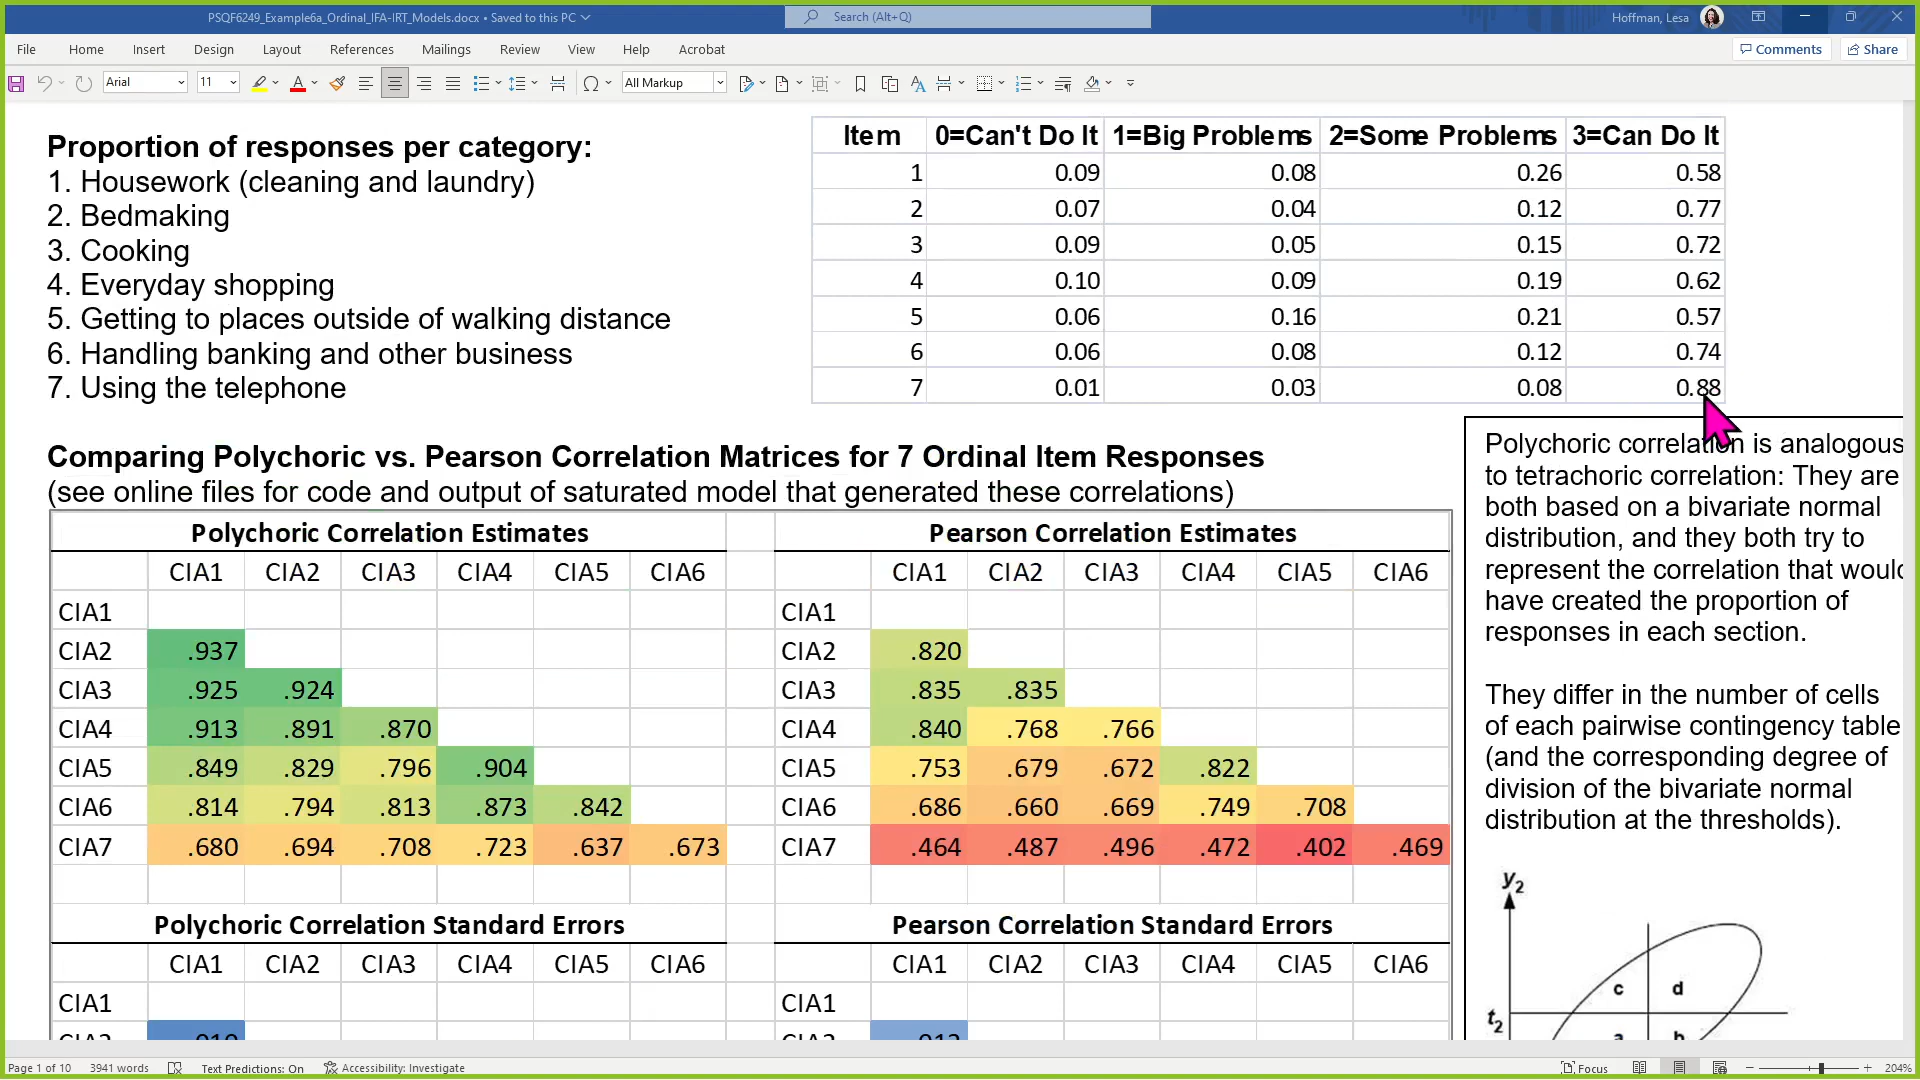 PSQF6249_Example6a_Ordinal_IFA-IRT_Models.docx • Saved to this PC
Search (Alt+Q)
Hoffman, Lesa
File Home Insert Design Layout References Mailings Review View Help Acrobat
Comments Share
Arial 11 All Markup
Proportion of responses per category:
1. Housework (cleaning and laundry)
2. Bedmaking
3. Cooking
4. Everyday shopping
5. Getting to places outside of walking distance
6. Handling banking and other business
7. Using the telephone
Item 0=Can't Do It 1=Big Problems 2=Some Problems 3=Can Do It
1 0.09 0.08 0.26 0.58
2 0.07 0.04 0.12 0.77
3 0.09 0.05 0.15 0.72
4 0.10 0.09 0.19 0.62
5 0.06 0.16 0.21 0.57
6 0.06 0.08 0.12 0.74
7 0.01 0.03 0.08 0.88
Comparing Polychoric vs. Pearson Correlation Matrices for 7 Ordinal Item Responses
(see online files for code and output of saturated model that generated these correlations)
Polychoric Correlation Estimates
CIA1 CIA2 CIA3 CIA4 CIA5 CIA6
CIA1
CIA2 .937
CIA3 .925 .924
CIA4 .913 .891 .870
CIA5 .849 .829 .796 .904
CIA6 .814 .794 .813 .873 .842
CIA7 .680 .694 .708 .723 .637 .673
Polychoric Correlation Standard Errors
CIA1 CIA2 CIA3 CIA4 CIA5 CIA6
CIA1
Pearson Correlation Estimates
CIA1 CIA2 CIA3 CIA4 CIA5 CIA6
CIA1
CIA2 .820
CIA3 .835 .835
CIA4 .840 .768 .766
CIA5 .753 .679 .672 .822
CIA6 .686 .660 .669 .749 .708
CIA7 .464 .487 .496 .472 .402 .469
Pearson Correlation Standard Errors
CIA1 CIA2 CIA3 CIA4 CIA5 CIA6
CIA1
Polychoric correlation is analogous
to tetrachoric correlation: They are
both based on a bivariate normal
distribution, and they both try to
represent the correlation that would
have created the proportion of
responses in each section.
They differ in the number of cells
of each pairwise contingency table
(and the corresponding degree of
division of the bivariate normal
distribution at the thresholds).
y2
c d
t2
Page 1 of 10 3941 words Text Predictions: On Accessibility: Investigate
Focus 204%